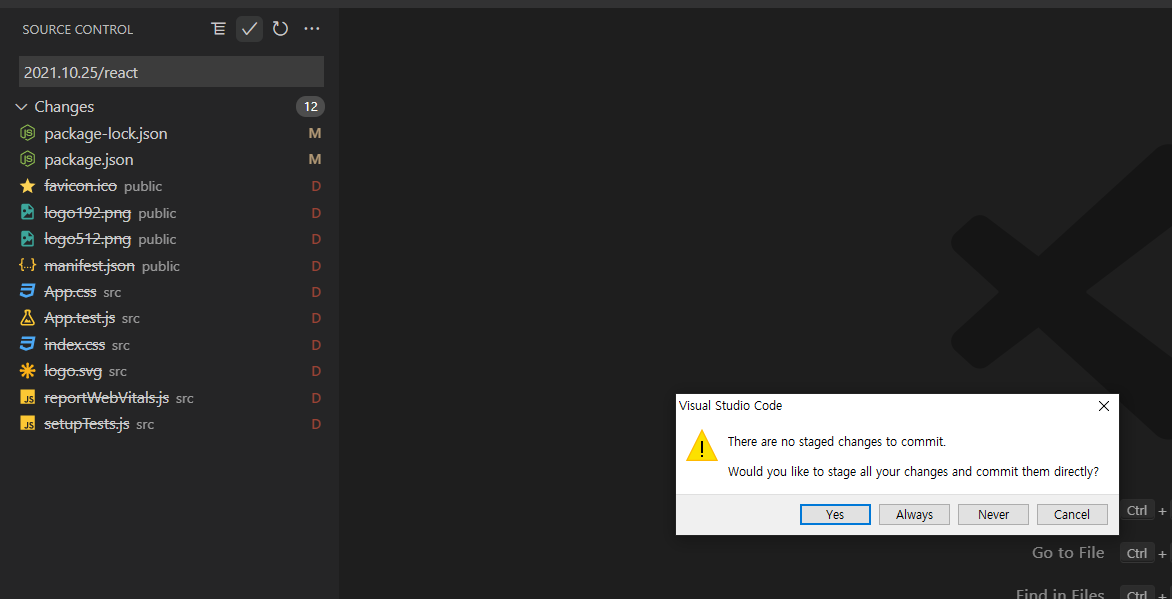 SOURCE CONTROL
2021.10.25/react
Changes 12
package-lock.json M
package.json M
favicon.ico public D
logo192.png public D
logo512.png public D
manifest.json public D
App.css src D
App.test.js src D
index.css src D
logo.svg src D
reportWebVitals.js src D
setupTests.js src D
Visual Studio Code
There are no staged changes to commit.
Would you like to stage all your changes and commit them directly?
Yes Always Never Cancel
Ctrl +
Go to File Ctrl +
Find in Files Ctrl +